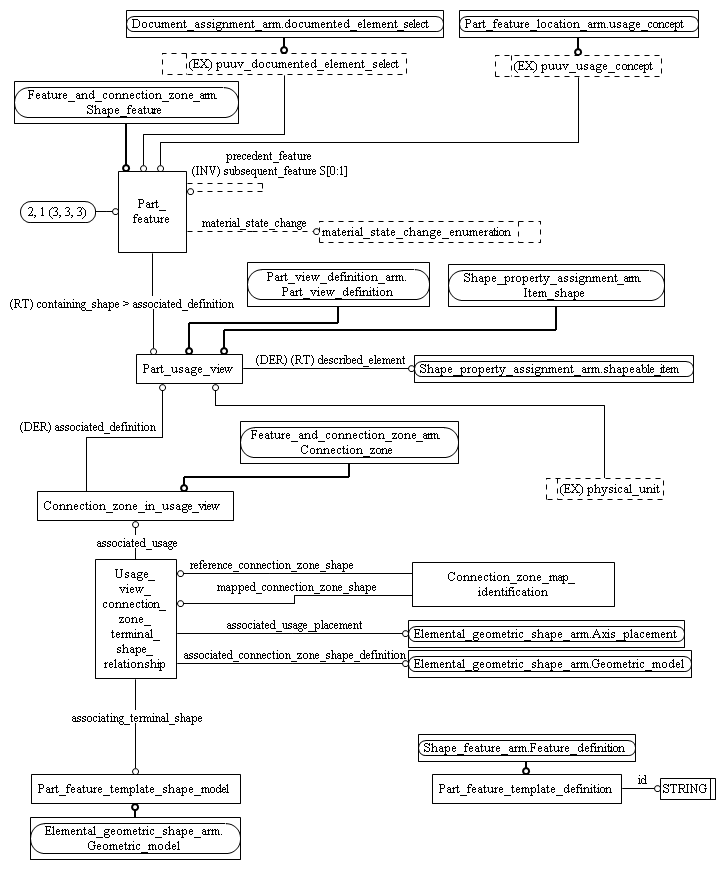 Document_assignment_arm.documented_element_select
Part_feature_location_arm.usage_concept
(EX) puuv_documented_element_select
(EX) puuv_usage_concept
Feature_and_connection_zone_arm.
Shape_feature
precedent_feature
(INV) subsequent_feature S[0:1]
Part_
feature
2, 1 (3, 3, 3)
material_state_change
material_state_change_enumeration
(RT) containing_shape > associated_definition
Part_view_definition_arm.
Part_view_definition
Shape_property_assignment_arm.
Item_shape
Part_usage_view
(DER) (RT) described_element
Shape_property_assignment_arm.shapeable_item
(DER) associated_definition
Feature_and_connection_zone_arm.
Connection_zone
(EX) physical_unit
Connection_zone_in_usage_view
associated_usage
Usage_
view_
connection_
zone_
terminal_
shape_
relationship
reference_connection_zone_shape
mapped_connection_zone_shape
Connection_zone_map_
identification
associated_usage_placement
Elemental_geometric_shape_arm.Axis_placement
associated_connection_zone_shape_definition
Elemental_geometric_shape_arm.Geometric_model
associating_terminal_shape
Shape_feature_arm.Feature_definition
Part_feature_template_shape_model
Part_feature_template_definition
id
STRING
Elemental_geometric_shape_arm.
Geometric_model